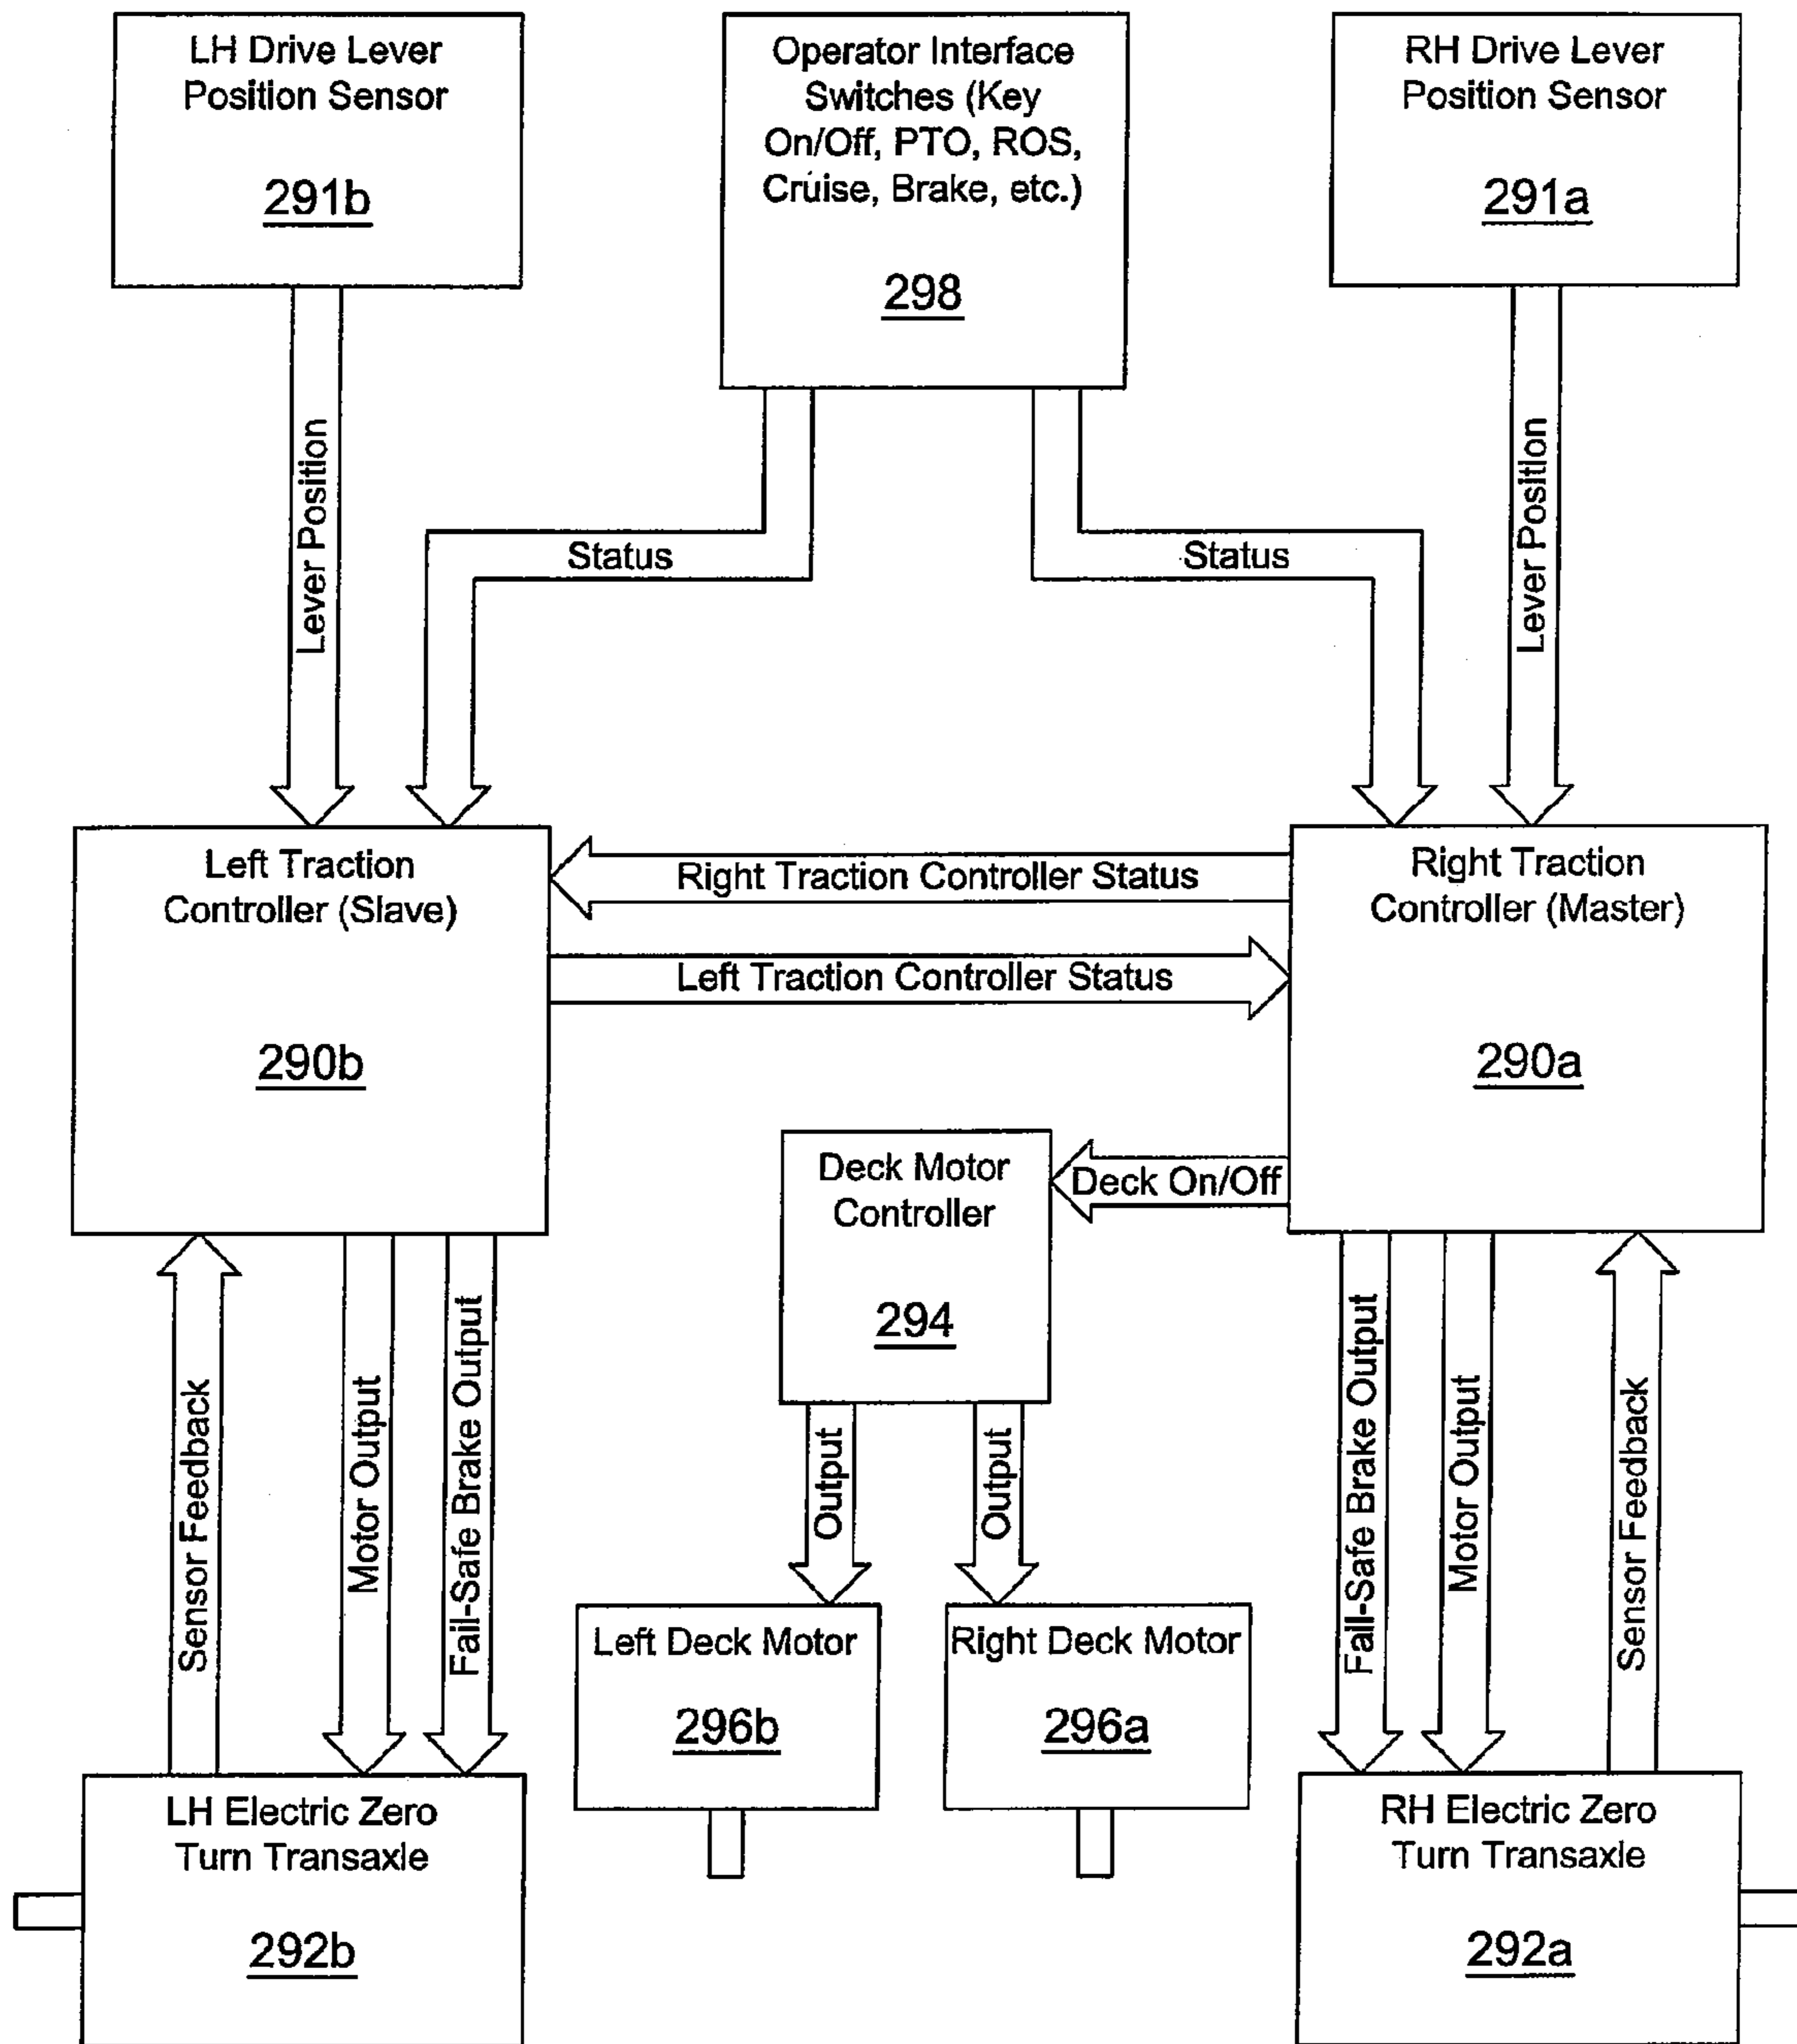 LH Drive Lever
Position Sensor
291b
Operator Interface
Switches (Key
On/Off, PTO, ROS,
Cruise, Brake, etc.)
298
RH Drive Lever
Position Sensor
291a
Lever Position
Status
Status
Lever Position
Left Traction
Controller (Slave)
290b
Right Traction Controller Status
Left Traction Controller Status
Right Traction
Controller (Master)
290a
Deck Motor
Controller
294
Deck On/Off
Sensor Feedback
Motor Output
Fail-Safe Brake Output
Output
Output
Fail-Safe Brake Output
Motor Output
Sensor Feedback
Left Deck Motor
296b
Right Deck Motor
296a
LH Electric Zero
Turn Transaxle
292b
RH Electric Zero
Turn Transaxle
292a